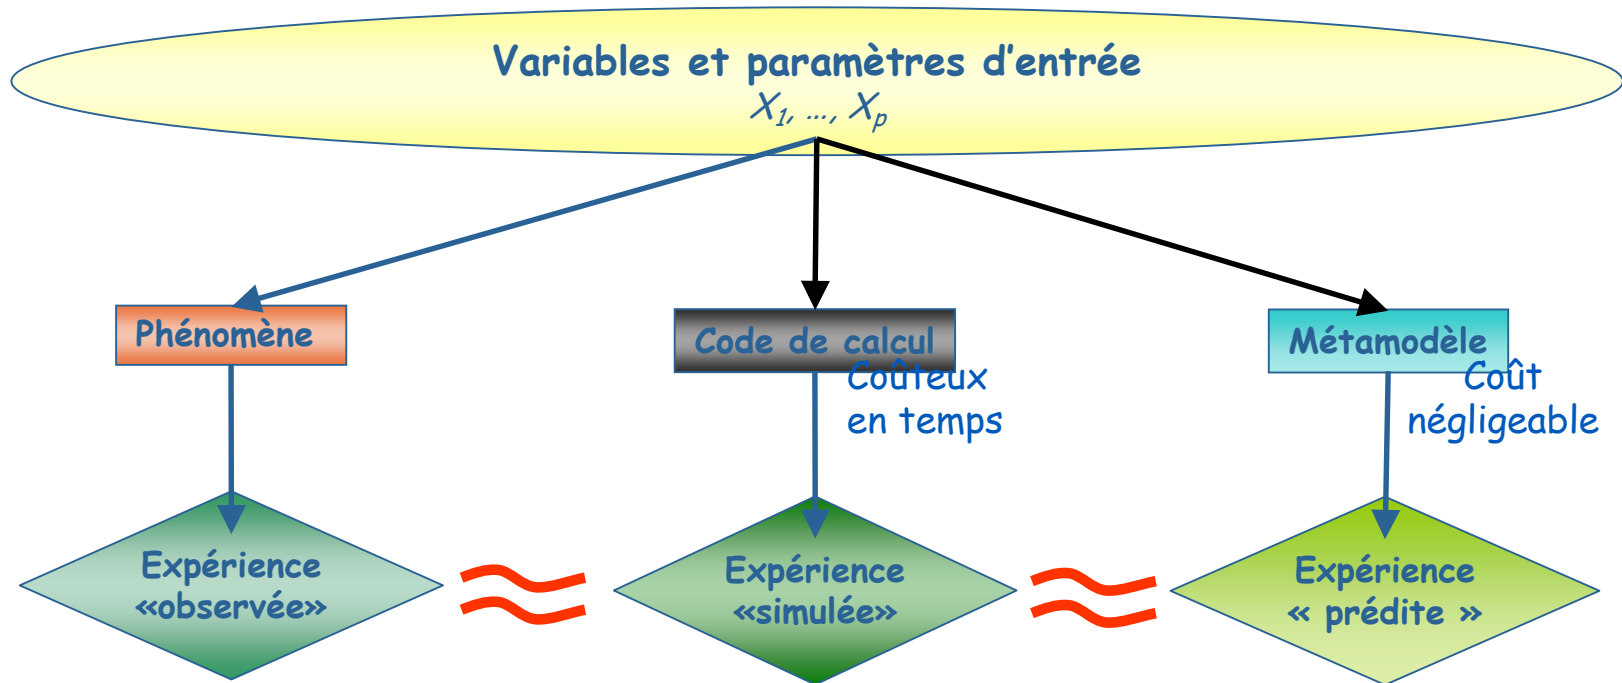 Variables et paramètres d'entrée
X1, ..., Xp
Phénomène
Code de calcul
Métamodèle
Coûteux
en temps
Coût
négligeable
Expérience
«observée»
Expérience
«simulée»
Expérience
« prédite »